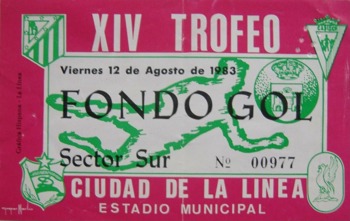 XIV TROFEO
Viernes 12 de Agosto de 1983
FONDO GOL
Sector Sur Nº 00977
CIUDAD DE LA LINEA
ESTADIO MUNICIPAL